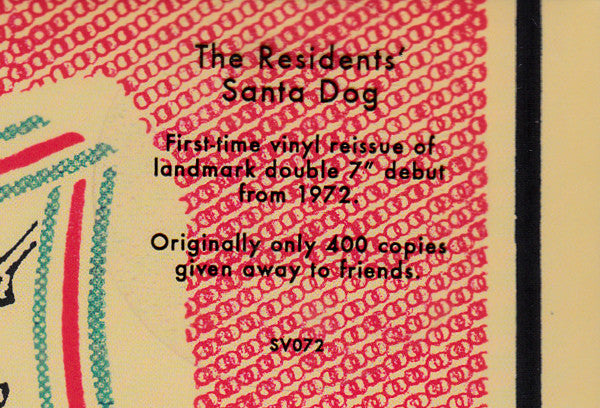 The Residents'
Santa Dog
First-time vinyl reissue of
landmark double 7" debut
from 1972.
Originally only 400 copies
given away to friends.
SV072